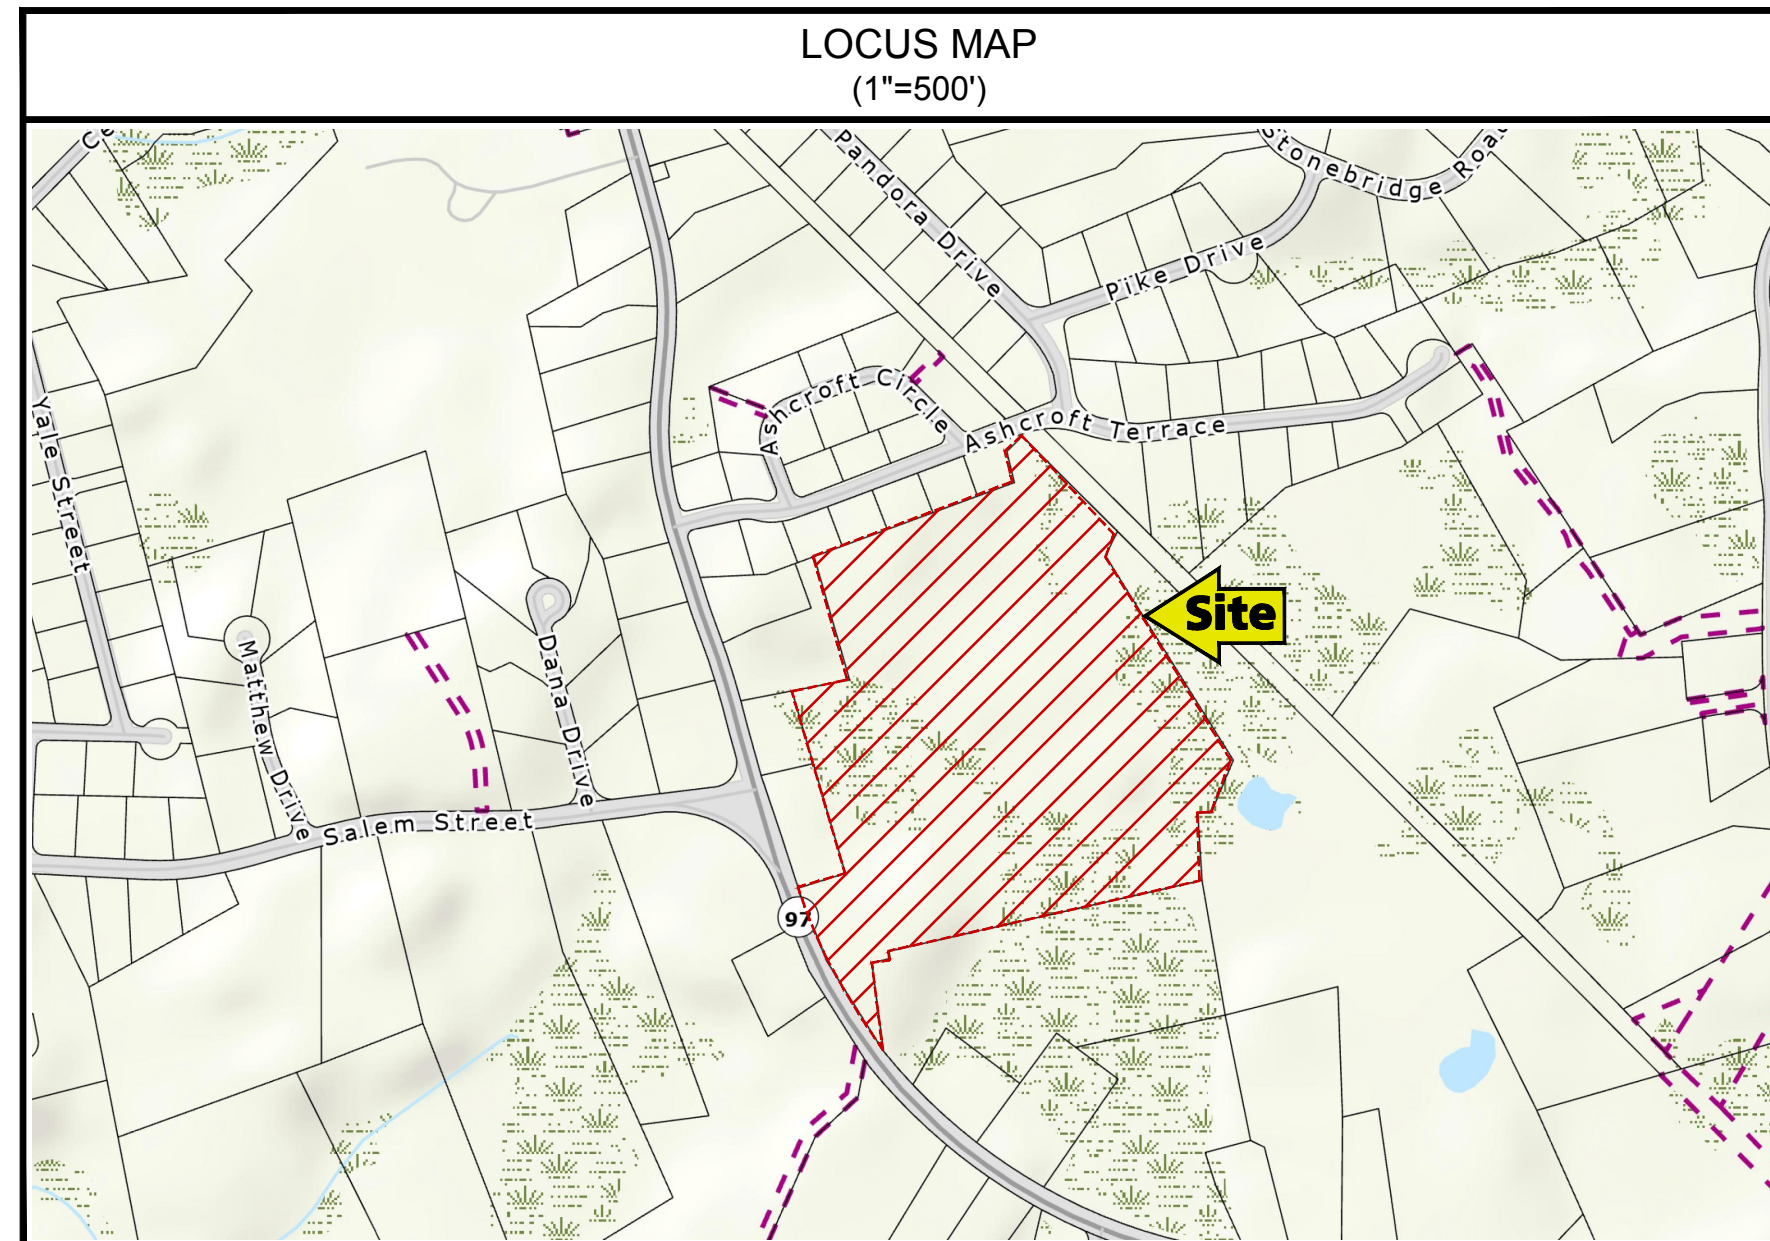 LOCUS MAP
(1"=500')
Pandora Drive
Stonebridge Road
Pike Drive
Ashcroft Circle
Ashcroft Terrace
Yale Street
Site
Matthew Drive
Dana Drive
Salem Street
97